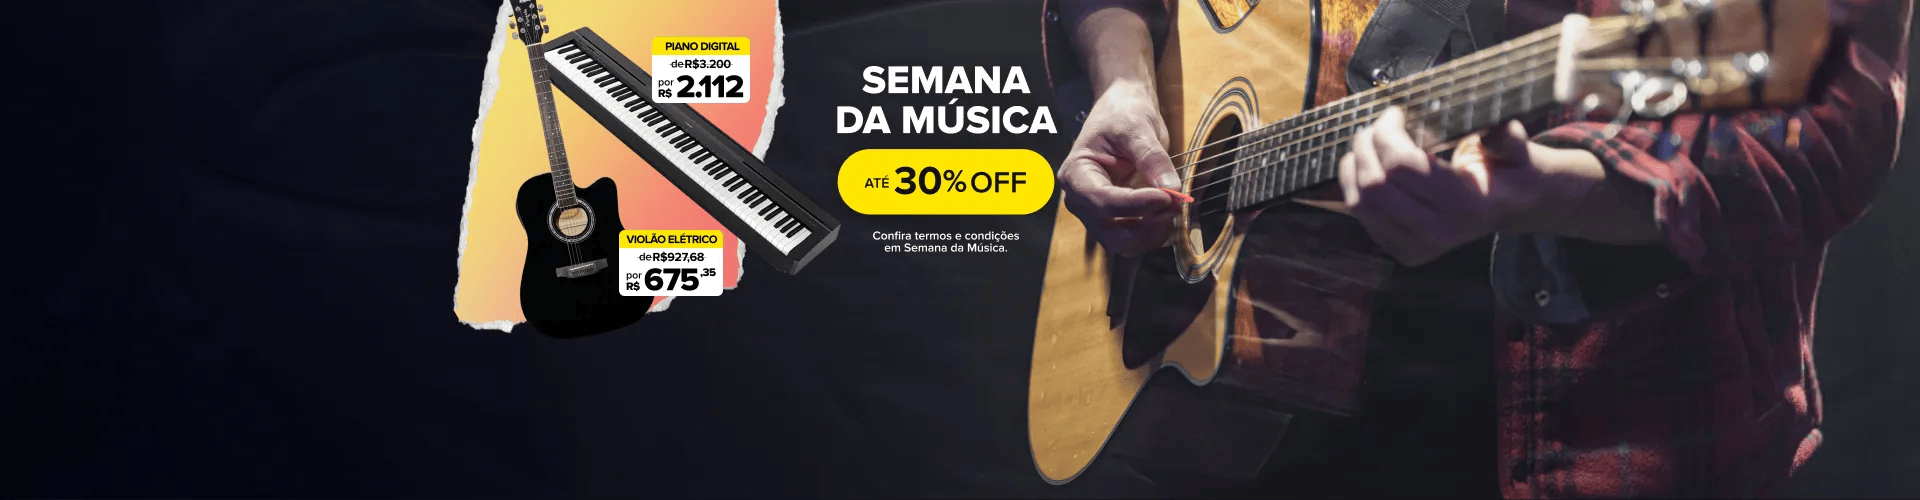 PIANO DIGITAL
de R$3.200
por
R$ 2.112
VIOLÃO ELÉTRICO
de R$927,68
por
R$ 675,35
SEMANA
DA MÚSICA
ATÉ 30% OFF
Confira termos e condições
em Semana da Música.